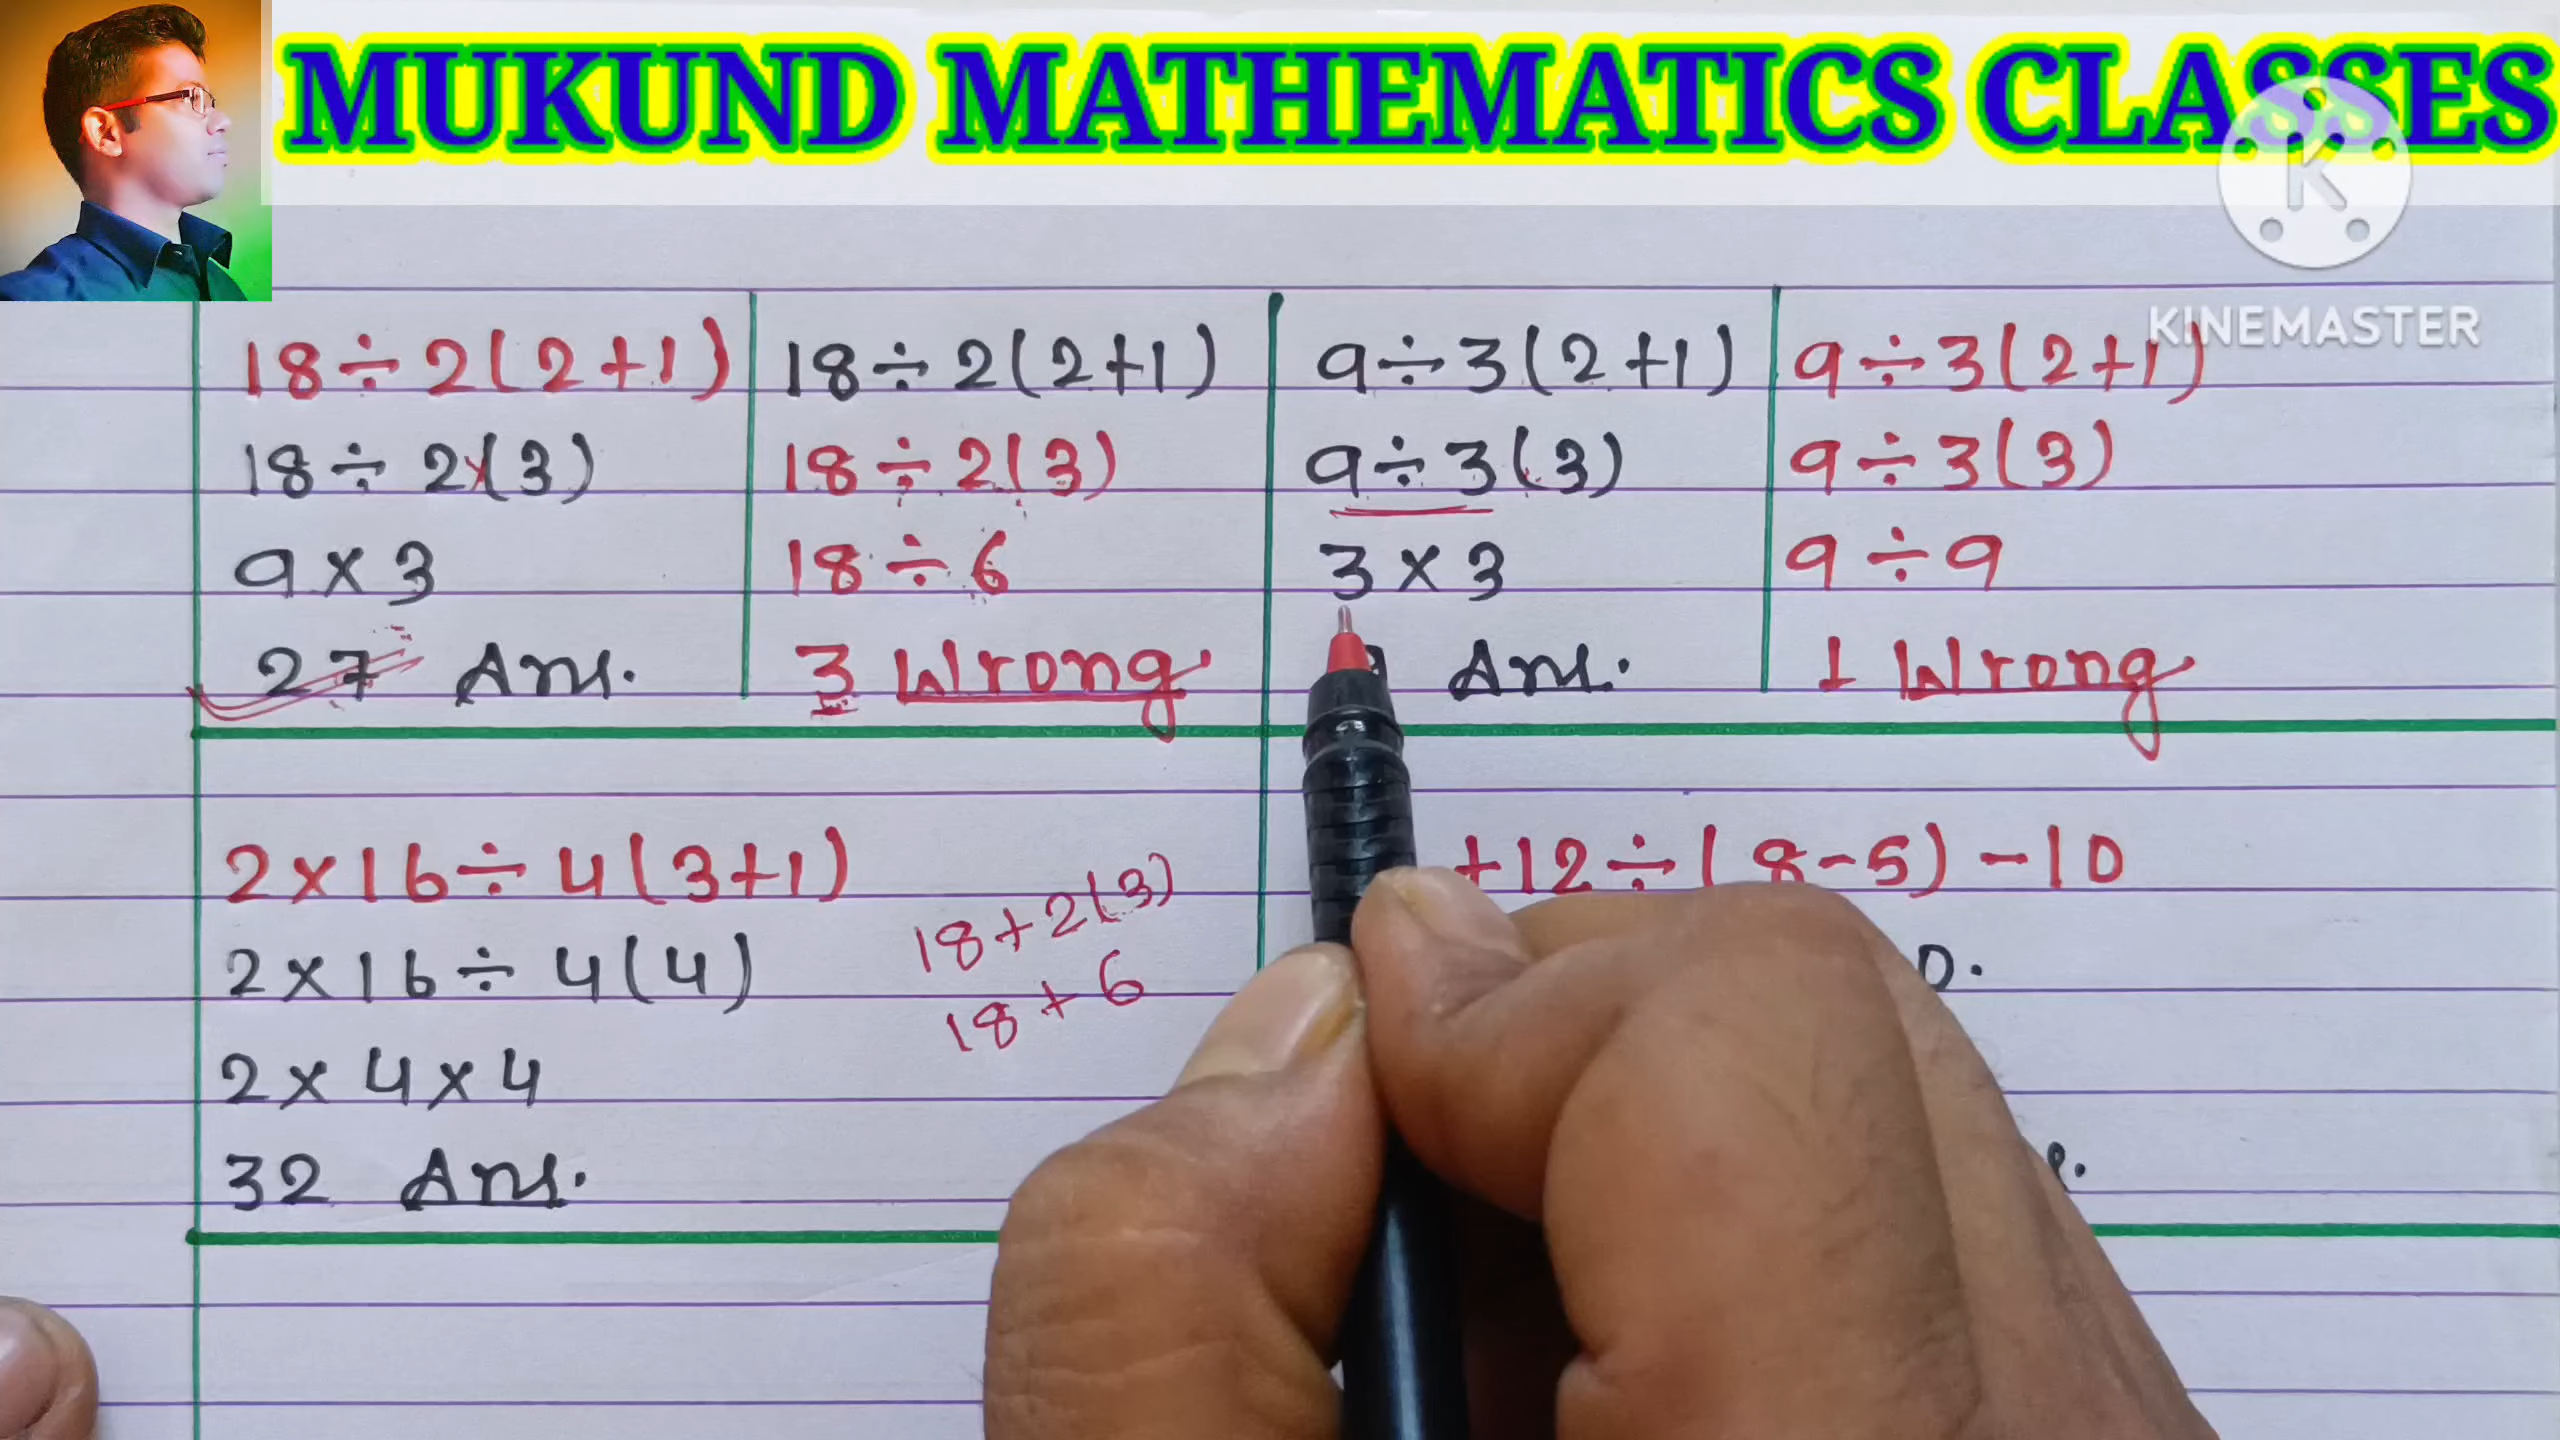 MUKUND MATHEMATICS CLASSES
KINEMASTER
18÷2(2+1)
18÷2×(3)
9×3
27 Ans.
18÷2(2+1)
18÷2(3)
18÷6
3 Wrong
9÷3(2+1)
9÷3(3)
3×3
Ans.
9÷3(2+1)
9÷3(3)
9÷9
1 Wrong
2×16÷4(3+1)
2×16÷4(4)
2×4×4
32 Ans.
18+2(3)
18+6
+12÷(8-5)-10